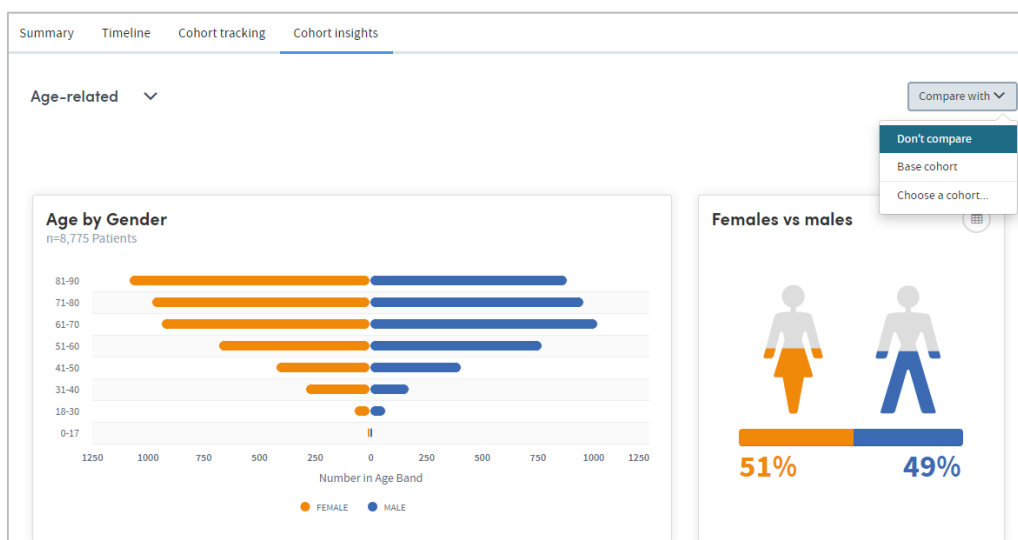 Summary Timeline Cohort tracking Cohort insights
Age-related
Compare with
Don't compare
Base cohort
Choose a cohort...
Age by Gender
n=8,775 Patients
81-90
71-80
61-70
51-60
41-50
31-40
18-30
0-17
1250 1000 750 500 250 0 250 500 750 1000 1250
Number in Age Band
FEMALE MALE
Females vs males
51% 49%